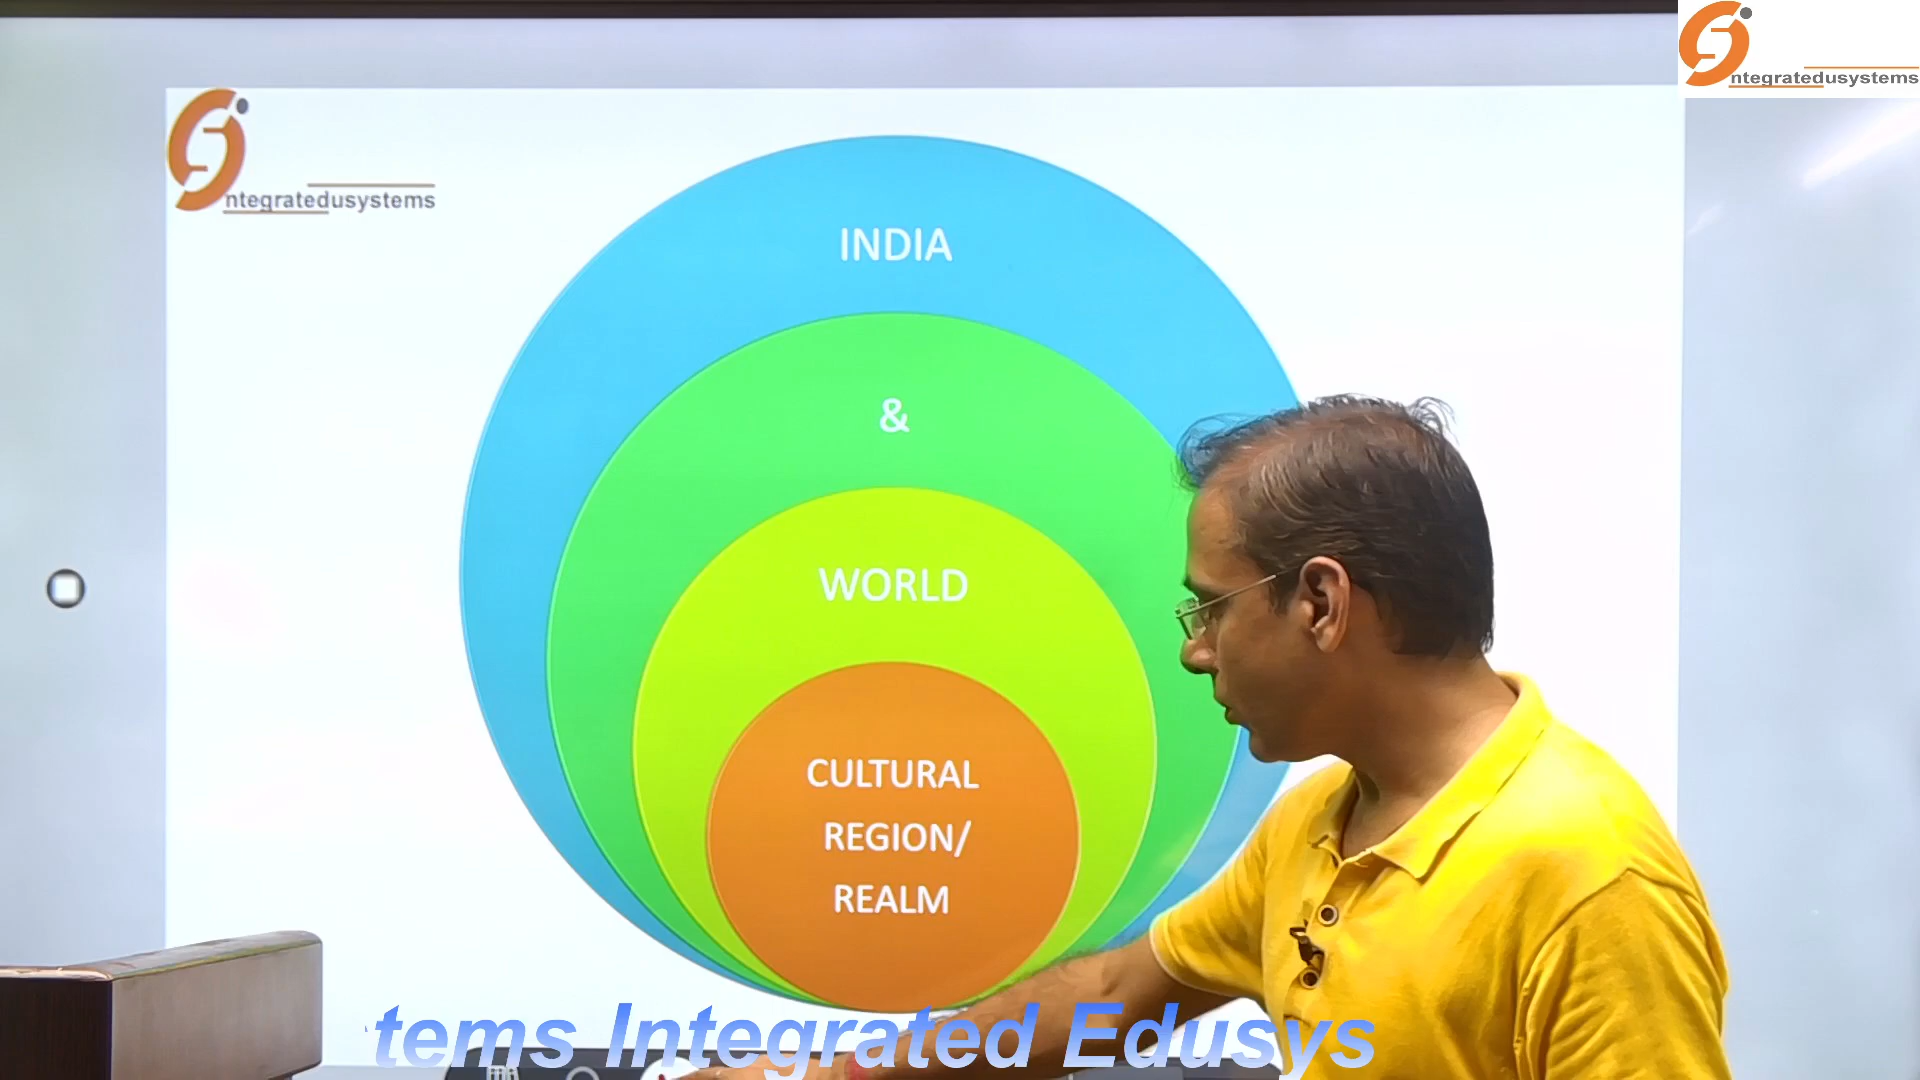 ntegratedusystems
ntegratedusystems
INDIA
&
WORLD
CULTURAL
REGION/
REALM
tems Integrated Edusys